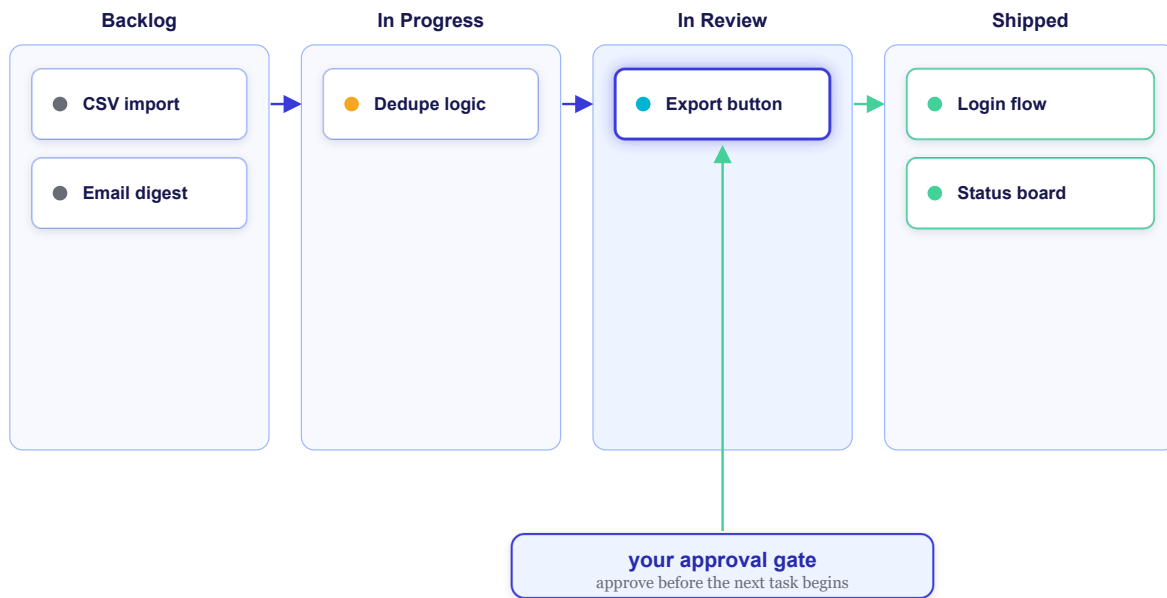 Backlog
In Progress
In Review
Shipped
CSV import
Dedupe logic
Export button
Login flow
Email digest
Status board
your approval gate
approve before the next task begins